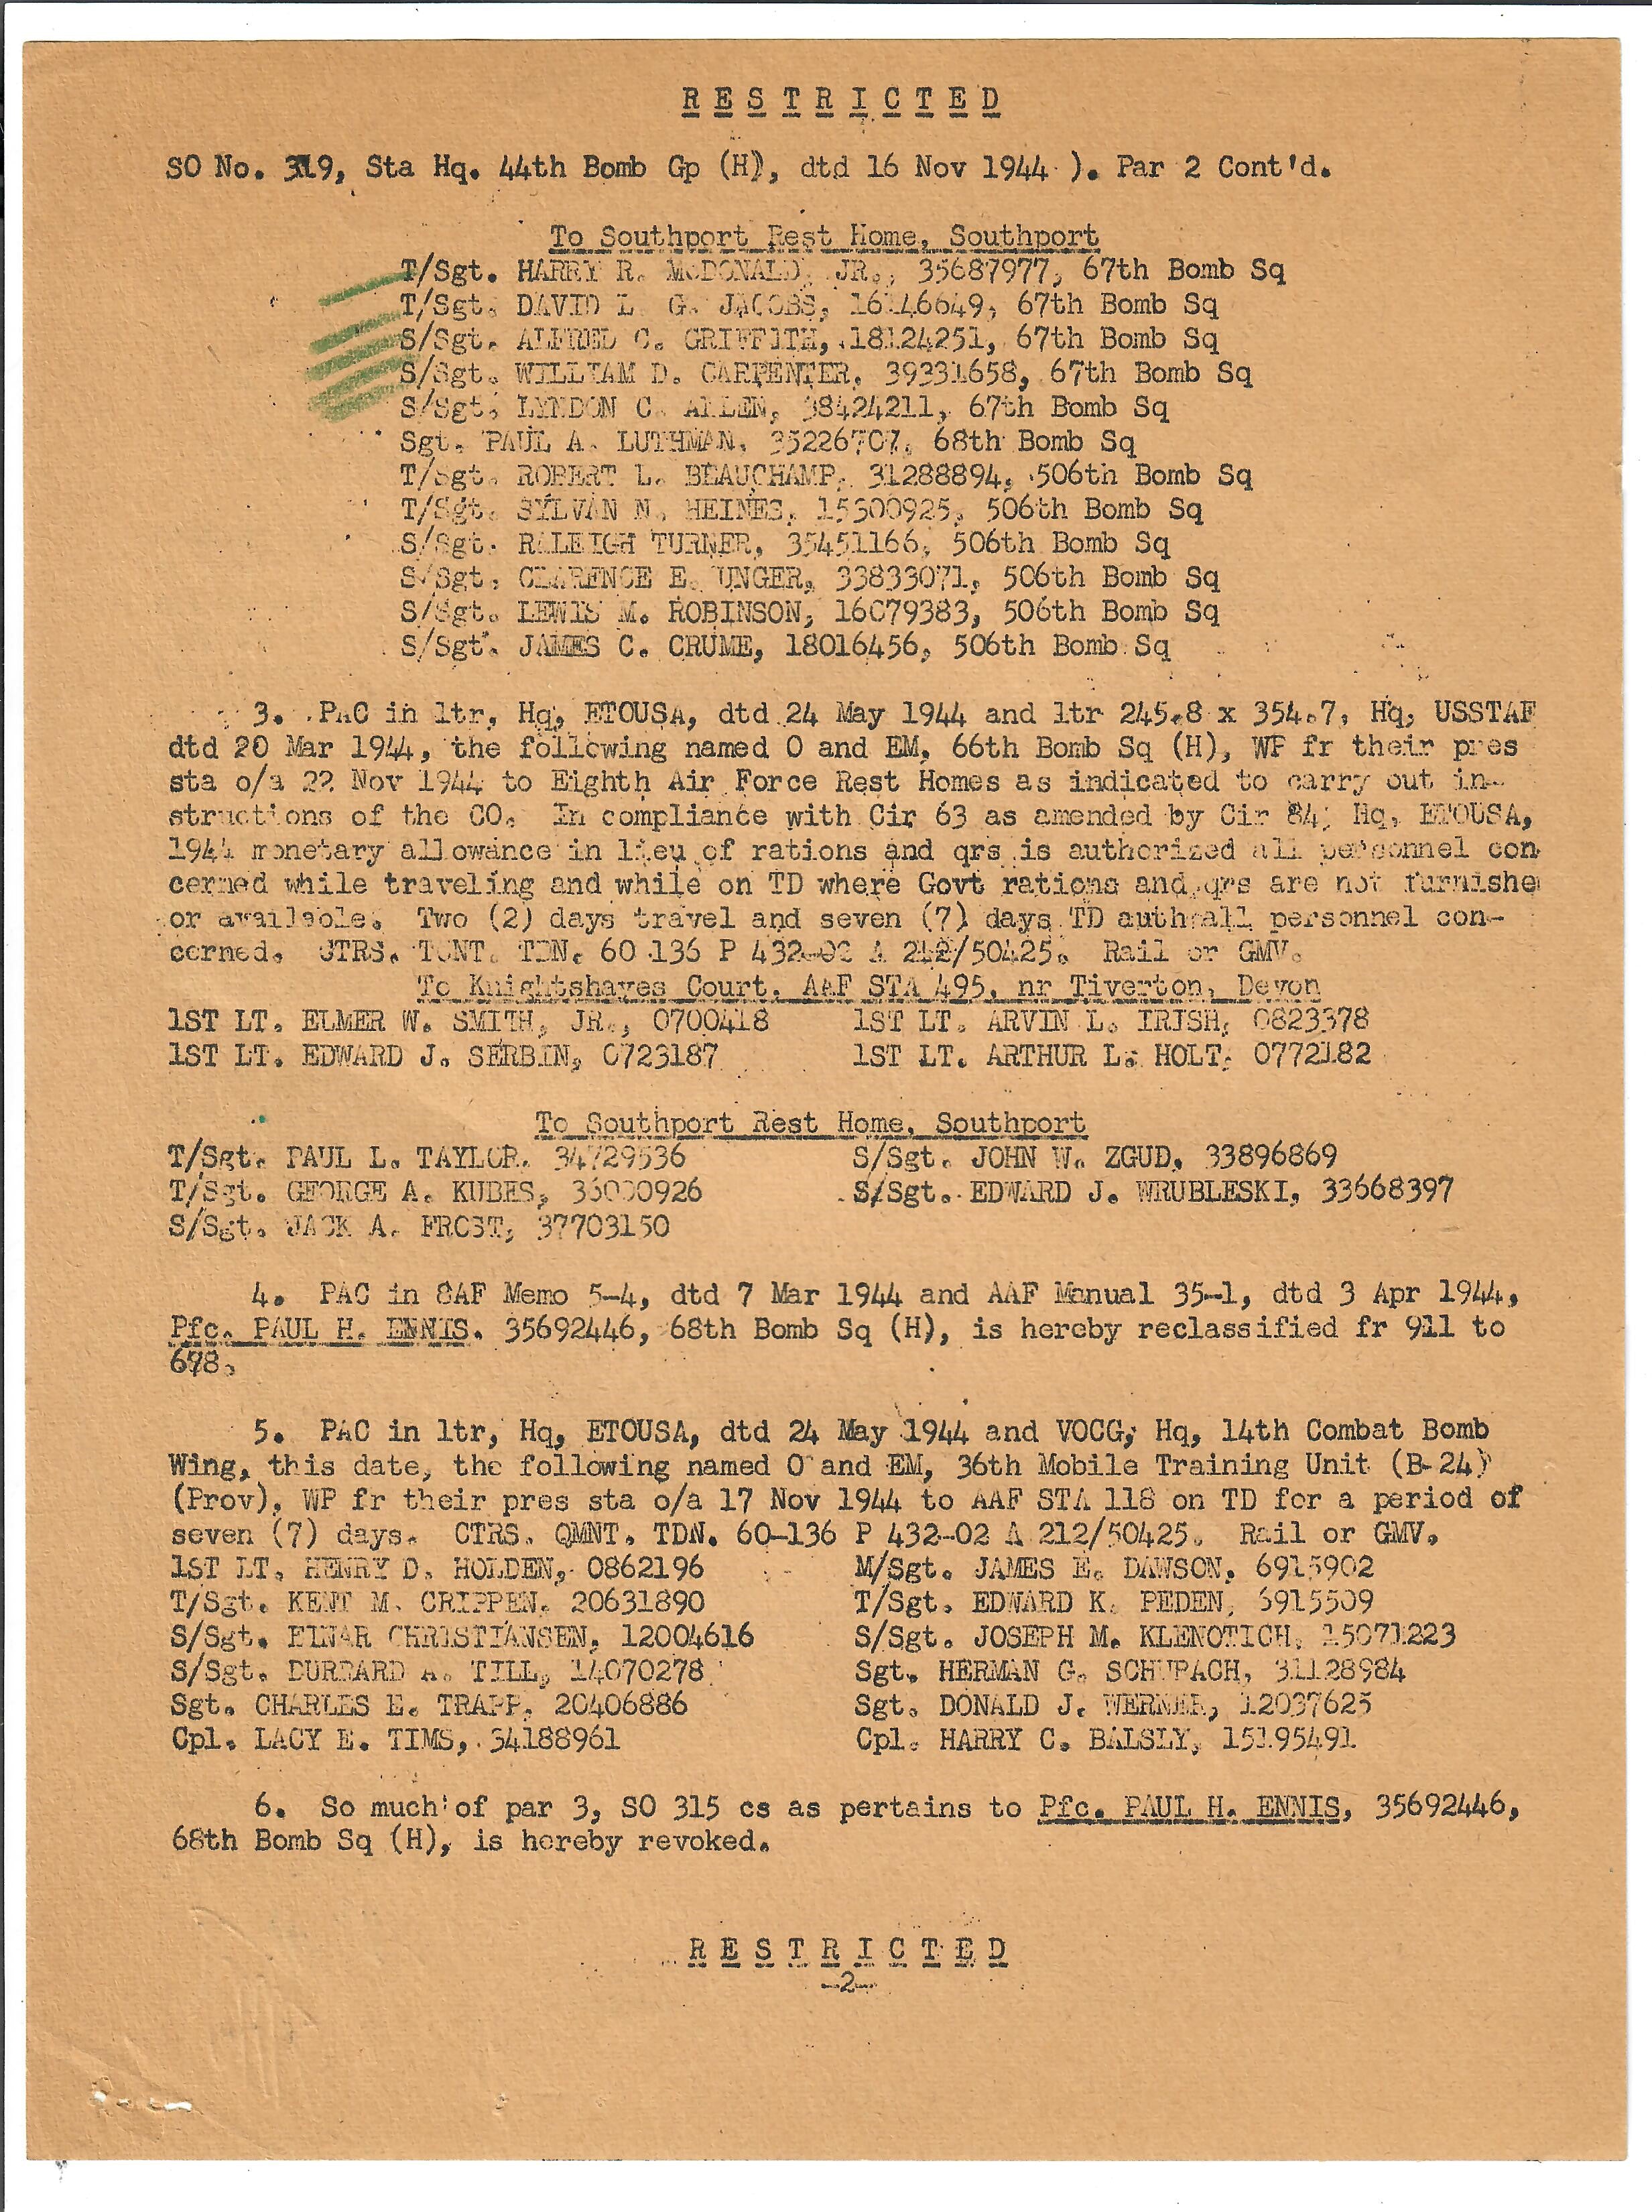 R E S T R I C T E D
SO No. 319, Sta Hq. 44th Bomb Gp (H), dtd 16 Nov 1944 ). Par 2 Cont'd.
To Southport Rest Home, Southport
T/Sgt. HARRY R. McDONALD, JR., 35687977, 67th Bomb Sq
T/Sgt. DAVID L. G. JACOBS, 16146649, 67th Bomb Sq
S/Sgt. ALFRED C. GRIFFITH, 18124251, 67th Bomb Sq
S/Sgt. WILLIAM D. CARPENTER, 39331658, 67th Bomb Sq
S/Sgt. LYNDON C. ALLEN, 38424211, 67th Bomb Sq
Sgt. PAUL A. LUTHMAN, 35226707, 68th Bomb Sq
T/Sgt. ROBERT L. BEAUCHAMP, 31288894, 506th Bomb Sq
T/Sgt. SYLVAN N. HEINES, 15300925, 506th Bomb Sq
S/Sgt. RALEIGH TURNER, 35451166, 506th Bomb Sq
S/Sgt. CLARENCE E. UNGER, 33833071, 506th Bomb Sq
S/Sgt. LEWIS M. ROBINSON, 16079383, 506th Bomb Sq
S/Sgt. JAMES C. CRUME, 18016456, 506th Bomb Sq
3. PAC in ltr, Hq, ETOUSA, dtd 24 May 1944 and ltr 245.8 x 354.7, Hq, USSTAF
dtd 20 Mar 1944, the following named O and EM, 66th Bomb Sq (H), WP fr their pres
sta o/a 22 Nov 1944 to Eighth Air Force Rest Homes as indicated to carry out in-
structions of the CO. In compliance with Cir 63 as amended by Cir 84, Hq, ETOUSA,
1944 monetary allowance in lieu of rations and qrs is authorized all personnel con
cerned while traveling and while on TD where Govt rations and qrs are not furnishe
or available. Two (2) days travel and seven (7) days TD auth all personnel con-
cerned. CTRS. TCNT. TDN. 60-136 P 432-02 A 212/50425. Rail or GMV.
To Knightshayes Court, AAF STA 495, nr Tiverton, Devon
1ST LT. ELMER W. SMITH, JR., 0700418 1ST LT. ARVIN L. IRISH, 0823378
1ST LT. EDWARD J. SERBIN, 0723187 1ST LT. ARTHUR L. HOLT, 0772182
To Southport Rest Home, Southport
T/Sgt. PAUL L. TAYLOR, 34729536 S/Sgt. JOHN W. ZGUD, 33896869
T/Sgt. GEORGE A. KUBES, 36000926 S/Sgt. EDWARD J. WRUBLESKI, 33668397
S/Sgt. JACK A. FROST, 37703150
4. PAC in 8AF Memo 5-4, dtd 7 Mar 1944 and AAF Manual 35-1, dtd 3 Apr 1944,
Pfc. PAUL H. ENNIS, 35692446, 68th Bomb Sq (H), is hereby reclassified fr 911 to
678.
5. PAC in ltr, Hq, ETOUSA, dtd 24 May 1944 and VOCG, Hq, 14th Combat Bomb
Wing, this date, the following named O and EM, 36th Mobile Training Unit (B-24)
(Prov), WP fr their pres sta o/a 17 Nov 1944 to AAF STA 118 on TD for a period of
seven (7) days. CTRS. QMNT. TDN. 60-136 P 432-02 A 212/50425. Rail or GMV.
1ST LT. HENRY D. HOLDEN, 0862196 M/Sgt. JAMES E. DAWSON, 6915902
T/Sgt. KENT M. CRIPPEN, 20631890 T/Sgt. EDWARD K. PEDEN, 6915509
S/Sgt. EINAR CHRISTIANSEN, 12004616 S/Sgt. JOSEPH M. KLENOTICH, 15071223
S/Sgt. DURRARD A. TILL, 14070278 Sgt. HERMAN G. SCHUPACH, 31128984
Sgt. CHARLES E. TRAPP, 20406886 Sgt. DONALD J. WERNER, 12037625
Cpl. LACY E. TIMS, 34188961 Cpl. HARRY C. BALSLY, 15195491
6. So much of par 3, SO 315 cs as pertains to Pfc. PAUL H. ENNIS, 35692446,
68th Bomb Sq (H), is hereby revoked.
R E S T R I C T E D
-2-